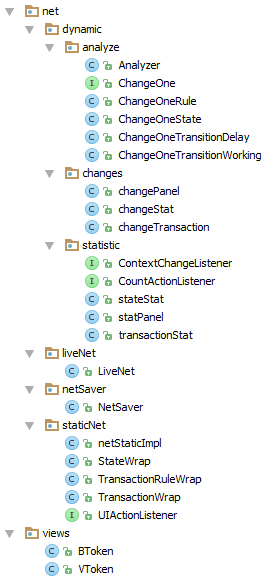 net
dynamic
analyze
Analyzer
ChangeOne
ChangeOneRule
ChangeOneState
ChangeOneTransitionDelay
ChangeOneTransitionWorking
changes
changePanel
changeStat
changeTransaction
statistic
ContextChangeListener
CountActionListener
stateStat
statPanel
transactionStat
liveNet
LiveNet
netSaver
NetSaver
staticNet
netStaticImpl
StateWrap
TransactionRuleWrap
TransactionWrap
UIActionListener
views
BToken
VToken